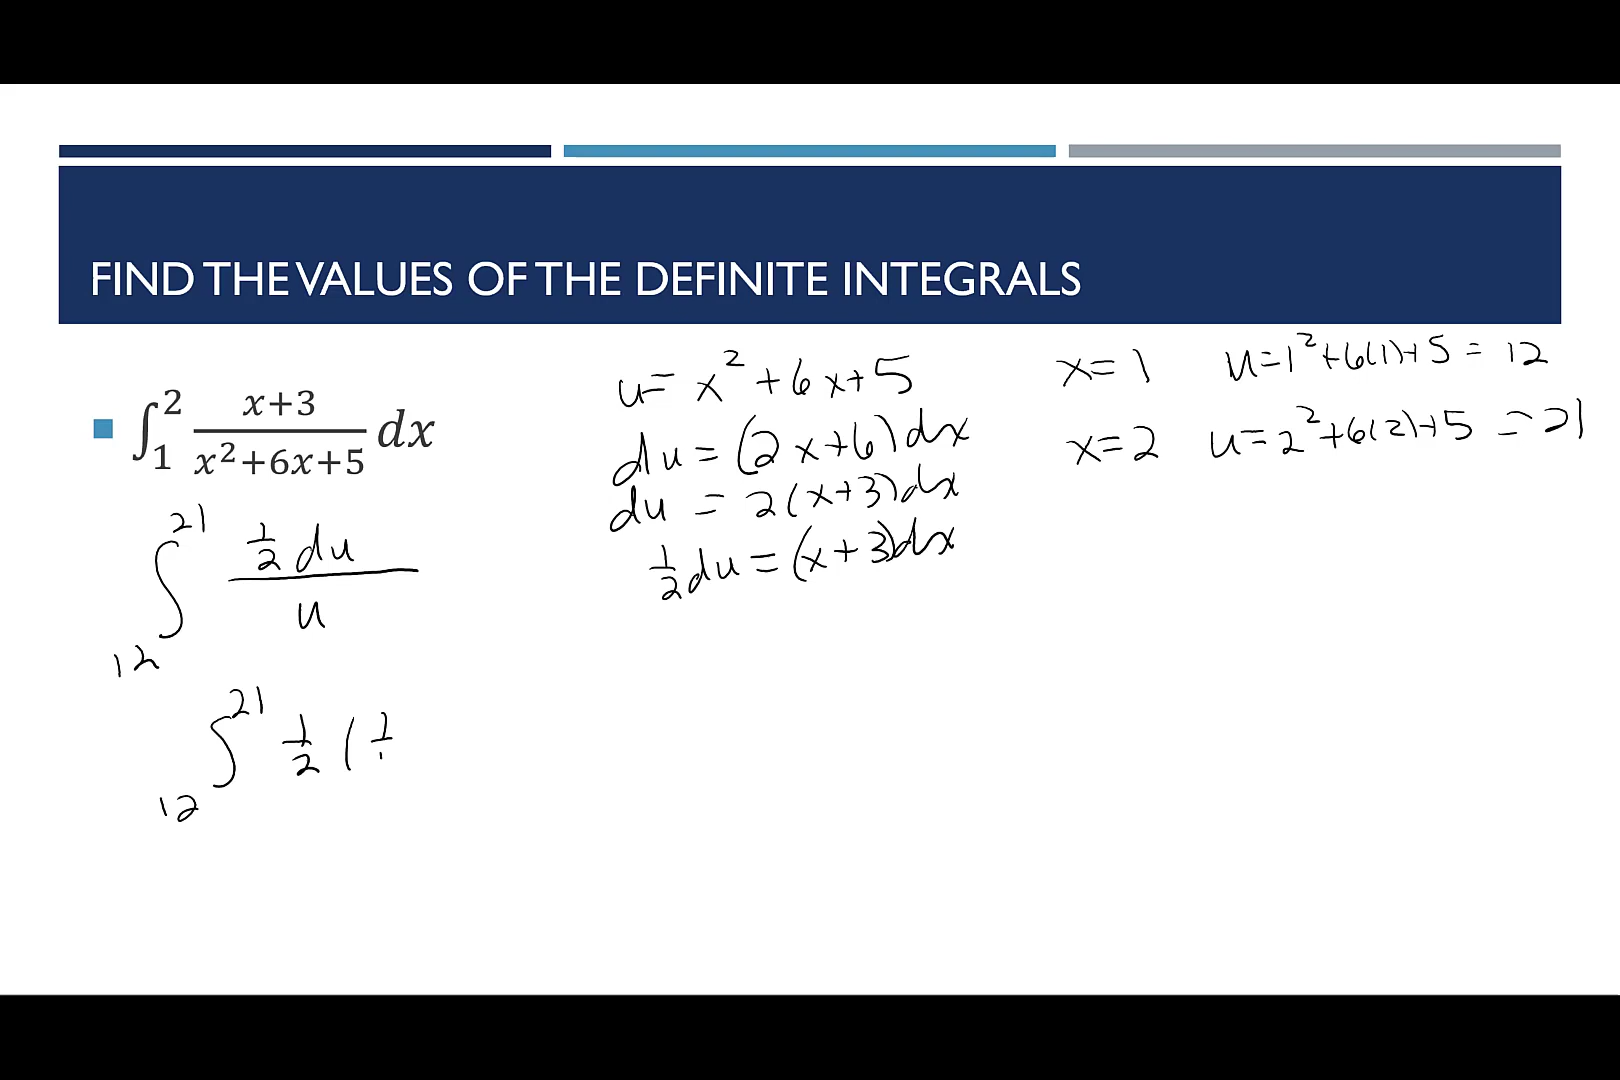 FIND THE VALUES OF THE DEFINITE INTEGRALS
∫₁² (x+3)/(x²+6x+5) dx
∫₁₂²¹ (½ du)/u
∫₁₂²¹ ½ (1/
u= x²+6x+5
du = (2x+6)dx
du = 2(x+3)dx
½du = (x+3)dx
x=1 u=1²+6(1)+5 = 12
x=2 u=2²+6(2)+5 =21